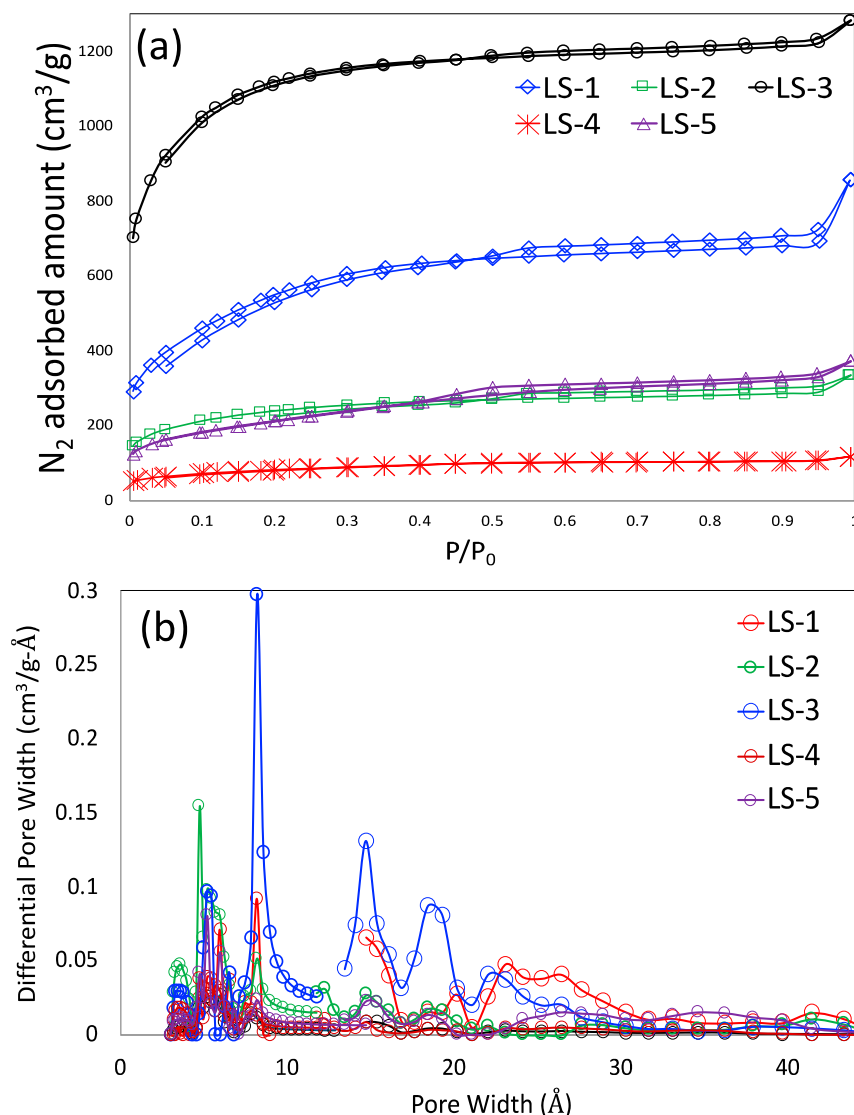 (a)
N₂ adsorbed amount (cm³/g)
1200
1000
800
600
400
200
0
LS-1 LS-2 LS-3
LS-4 LS-5
0 0.1 0.2 0.3 0.4 0.5 0.6 0.7 0.8 0.9 1
P/P₀
(b)
Differential Pore Width (cm³/g-Å)
0.3
0.25
0.2
0.15
0.1
0.05
0
LS-1
LS-2
LS-3
LS-4
LS-5
0 10 20 30 40
Pore Width (Å)